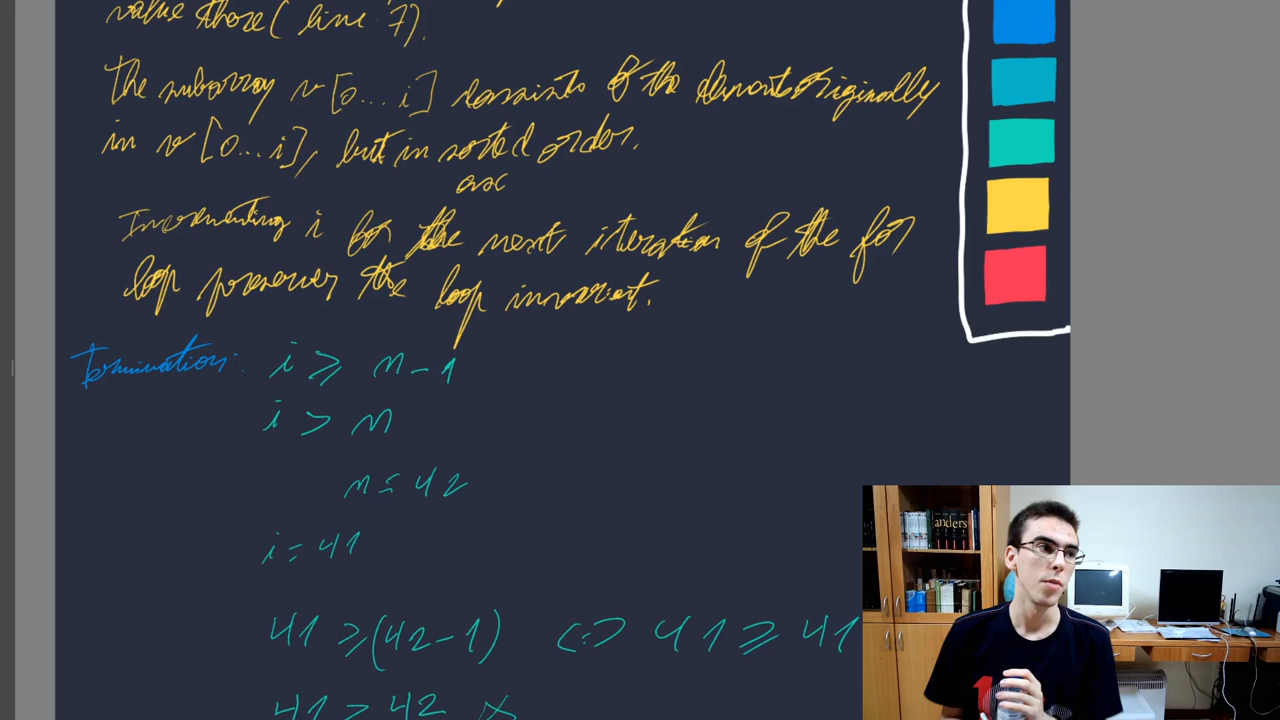 value there (line 7).
The subarray v[0...i] consists of the elements originally
in v[0...i], but in sorted order.
asc
Incrementing i for the next iteration of the for
loop preserves the loop invariant.
Termination: i ≥ n-1
i > n
n = 42
i = 41
41 ≥ (42-1) <=> 41 ≥ 41
41 > 42 ×
anders